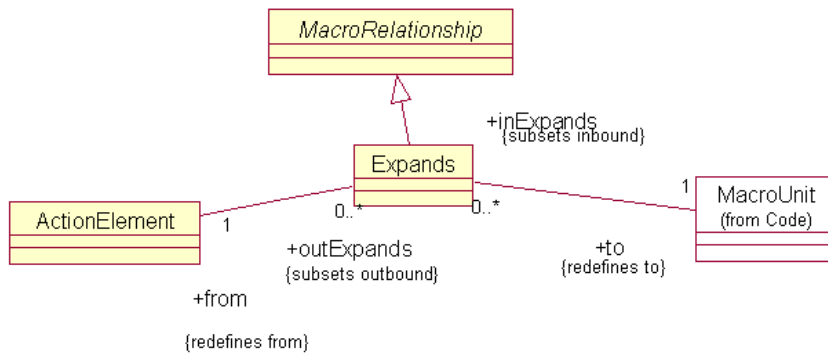 MacroRelationship
+inExpands
{subsets inbound}
Expands
1
MacroUnit
(from Code)
ActionElement
1
0..*
0..*
+outExpands
{subsets outbound}
+to
{redefines to}
+from
{redefines from}